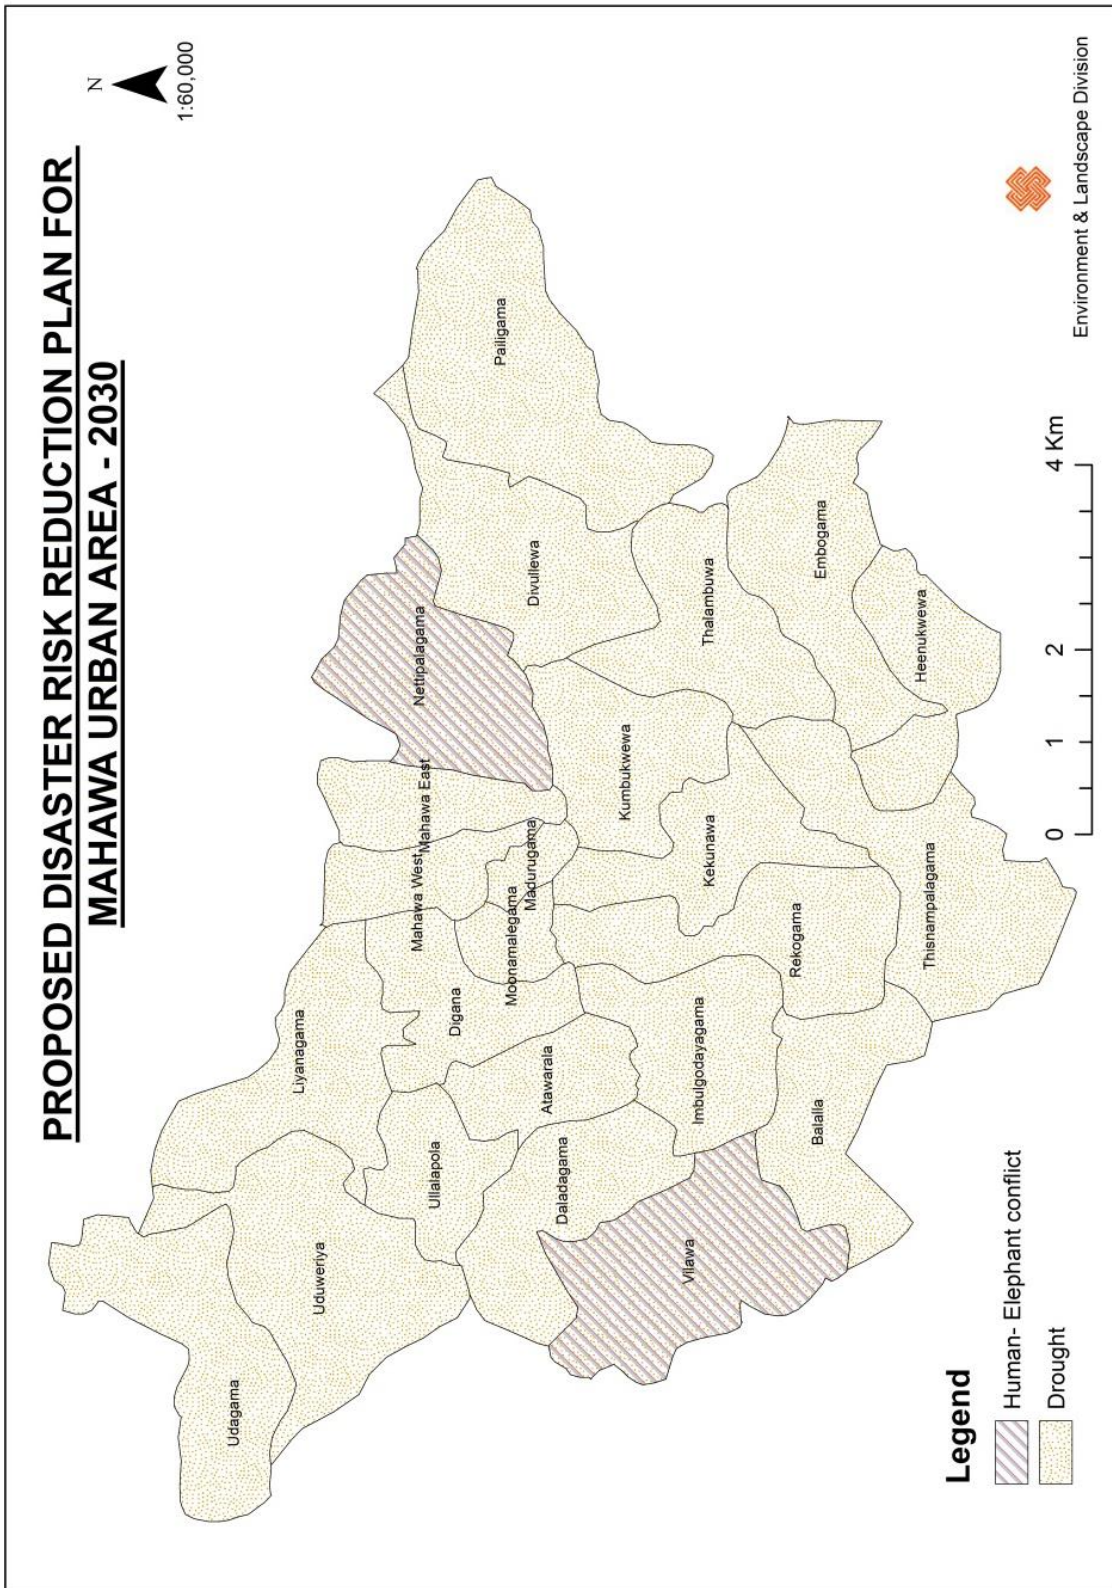 PROPOSED DISASTER RISK REDUCTION PLAN FOR
MAHAWA URBAN AREA - 2030
N
1:60,000
Udagama
Uduweriya
Liyanagama
Ullalapola
Digana
Mahawa West
Mahawa East
Nettipalagama
Moonamalegama
Madurugama
Atawarala
Daladagama
Divullewa
Pailigama
Kumbukwewa
Vilawa
Imbulgodayagama
Kekunawa
Thalambuwa
Rekogama
Balalla
Embogama
Heenukwewa
Thisnampalagama
Legend
Human- Elephant conflict
Drought
0 1 2 4 Km
Environment & Landscape Division